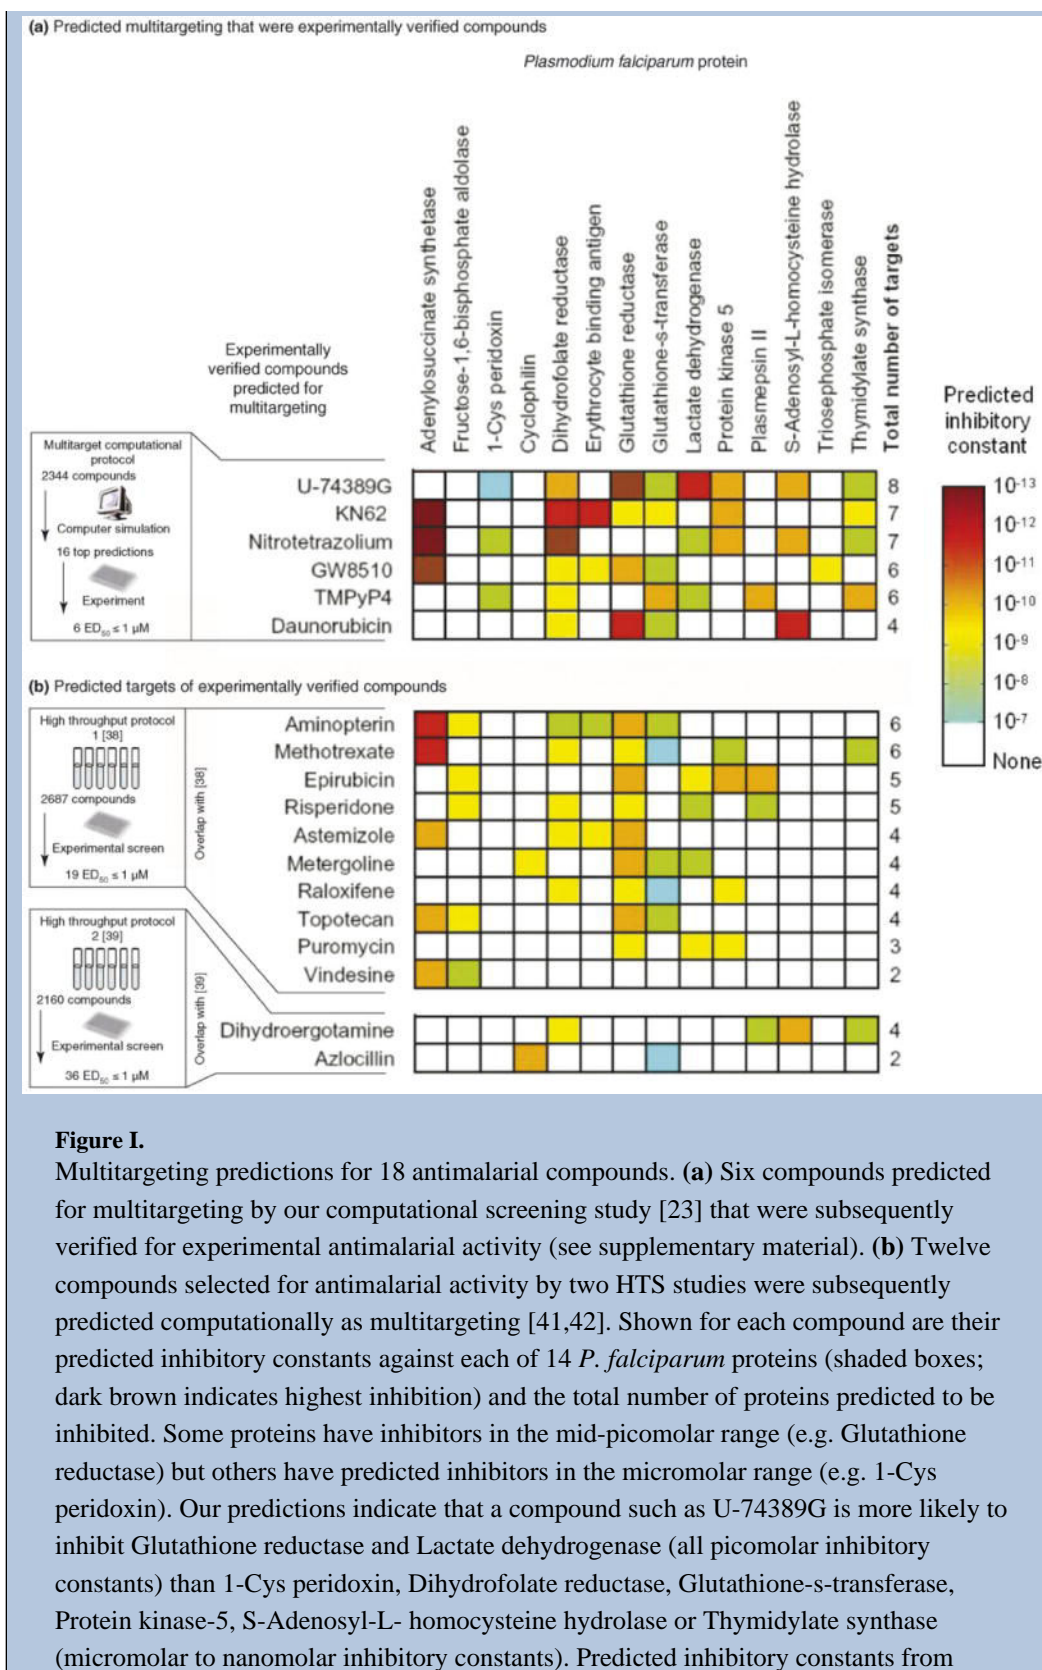 (a) Predicted multitargeting that were experimentally verified compounds
Plasmodium falciparum protein
Adenylosuccinate synthetase
Fructose-1,6-bisphosphate aldolase
1-Cys peridoxin
Cyclophilin
Dihydrofolate reductase
Erythrocyte binding antigen
Glutathione reductase
Glutathione-s-transferase
Lactate dehydrogenase
Protein kinase 5
Plasmepsin II
S-Adenosyl-L-homocysteine hydrolase
Triosephosphate isomerase
Thymidylate synthase
Total number of targets
Experimentally
verified compounds
predicted for
multitargeting
Multitarget computational
protocol
2344 compounds
Computer simulation
16 top predictions
Experiment
6 ED50 ≤ 1 µM
U-74389G 8
KN62 7
Nitrotetrazolium 7
GW8510 6
TMPyP4 6
Daunorubicin 4
Predicted
inhibitory
constant
10-13
10-12
10-11
10-10
10-9
10-8
10-7
None
(b) Predicted targets of experimentally verified compounds
High throughput protocol
1 [38]
2687 compounds
Experimental screen
19 ED50 ≤ 1 µM
Overlap with [38]
Aminopterin 6
Methotrexate 6
Epirubicin 5
Risperidone 5
Astemizole 4
Metergoline 4
Raloxifene 4
Topotecan 4
Puromycin 3
Vindesine 2
High throughput protocol
2 [39]
2160 compounds
Experimental screen
36 ED50 ≤ 1 µM
Overlap with [39]
Dihydroergotamine 4
Azlocillin 2
Figure I.
Multitargeting predictions for 18 antimalarial compounds. (a) Six compounds predicted
for multitargeting by our computational screening study [23] that were subsequently
verified for experimental antimalarial activity (see supplementary material). (b) Twelve
compounds selected for antimalarial activity by two HTS studies were subsequently
predicted computationally as multitargeting [41,42]. Shown for each compound are their
predicted inhibitory constants against each of 14 P. falciparum proteins (shaded boxes;
dark brown indicates highest inhibition) and the total number of proteins predicted to be
inhibited. Some proteins have inhibitors in the mid-picomolar range (e.g. Glutathione
reductase) but others have predicted inhibitors in the micromolar range (e.g. 1-Cys
peridoxin). Our predictions indicate that a compound such as U-74389G is more likely to
inhibit Glutathione reductase and Lactate dehydrogenase (all picomolar inhibitory
constants) than 1-Cys peridoxin, Dihydrofolate reductase, Glutathione-s-transferase,
Protein kinase-5, S-Adenosyl-L- homocysteine hydrolase or Thymidylate synthase
(micromolar to nanomolar inhibitory constants). Predicted inhibitory constants from